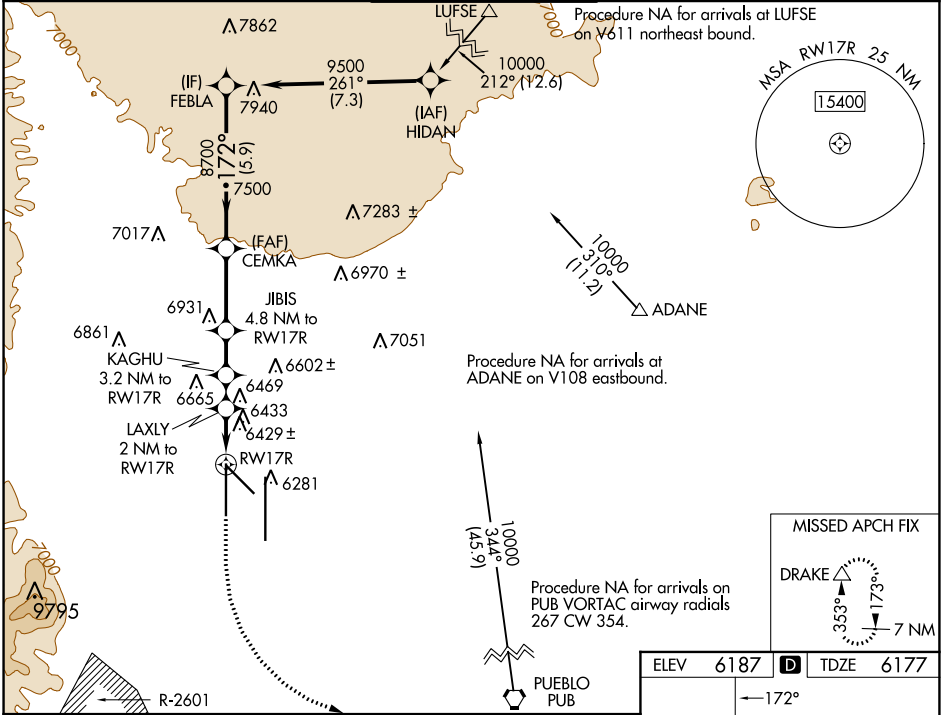 LUFSE
Procedure NA for arrivals at LUFSE
on V611 northeast bound.
7000
7000
7862
10000
212° (12.6)
9500
261°
(7.3)
(IF)
FEBLA
7940
(IAF)
HIDAN
MSA RW17R 25 NM
15400
8700
172°
(5.9)
7500
7283 ±
7017
(FAF)
CEMKA
6970 ±
10000
310°
(11.2)
ADANE
6931
JIBIS
4.8 NM to
RW17R
6861
7051
KAGHU
3.2 NM to
RW17R
6602 ±
Procedure NA for arrivals at
ADANE on V108 eastbound.
6665
6469
6433
LAXLY
2 NM to
RW17R
6429 ±
RW17R
6281
10000
344°
(45.9)
7000
9795
MISSED APCH FIX
DRAKE
353°
173°
7 NM
Procedure NA for arrivals on
PUB VORTAC airway radials
267 CW 354.
R-2601
PUEBLO
PUB
ELEV 6187 D TDZE 6177
172°